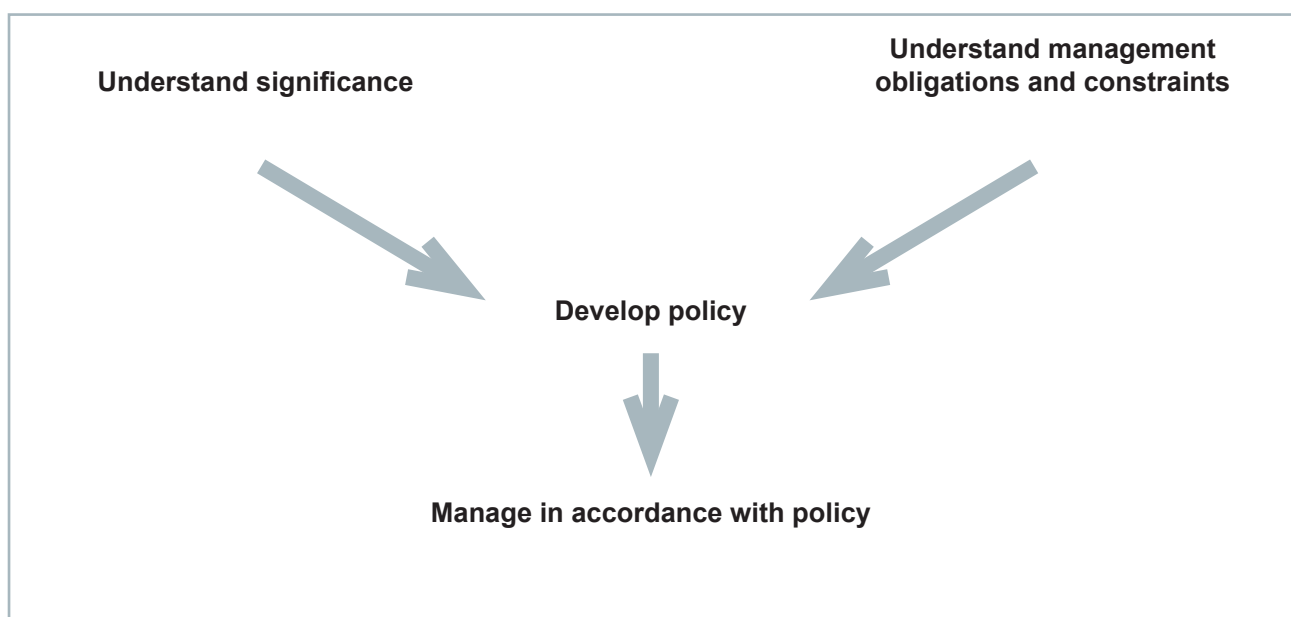 Understand significance
Understand management
obligations and constraints
Develop policy
Manage in accordance with policy